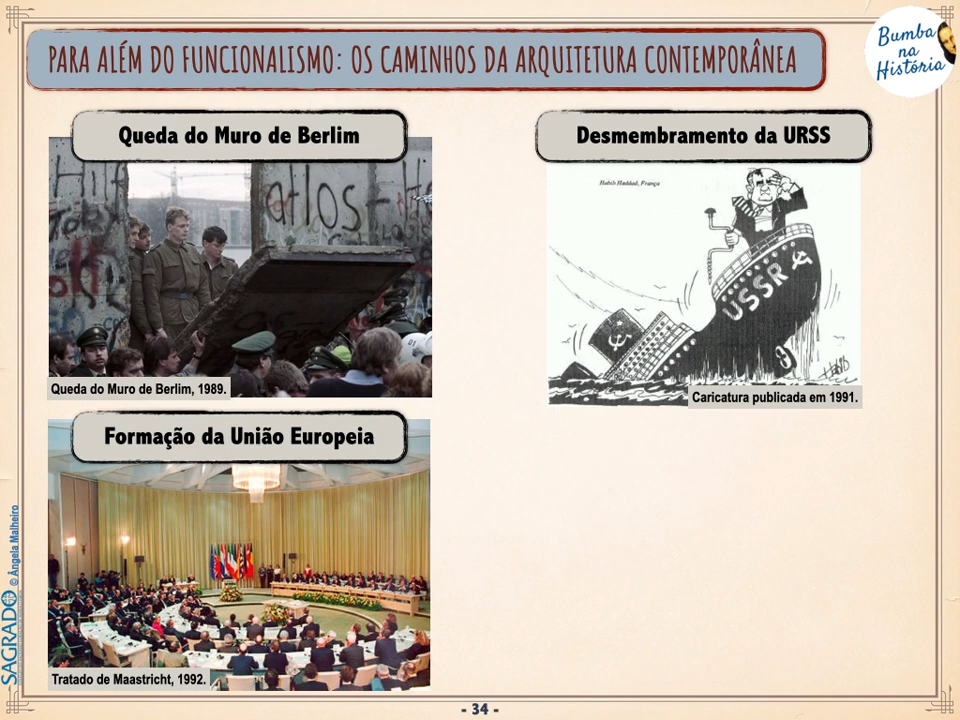 PARA ALÉM DO FUNCIONALISMO: OS CAMINHOS DA ARQUITETURA CONTEMPORÂNEA
Bumba
na
História
Queda do Muro de Berlim
atlos
Queda do Muro de Berlim, 1989.
Desmembramento da URSS
Habib Haddad, França
USSR
Caricatura publicada em 1991.
Formação da União Europeia
Tratado de Maastricht, 1992.
SAGRADO © Ângela Malheiro
- 34 -